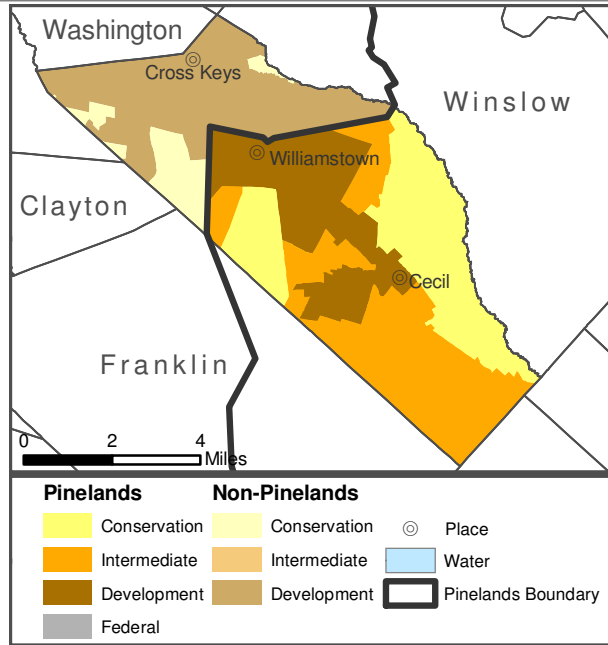 Washington
Cross Keys
Winslow
Williamstown
Clayton
Cecil
Franklin
0 2 4
Miles
Pinelands Non-Pinelands
Conservation Conservation Place
Intermediate Intermediate Water
Development Development Pinelands Boundary
Federal